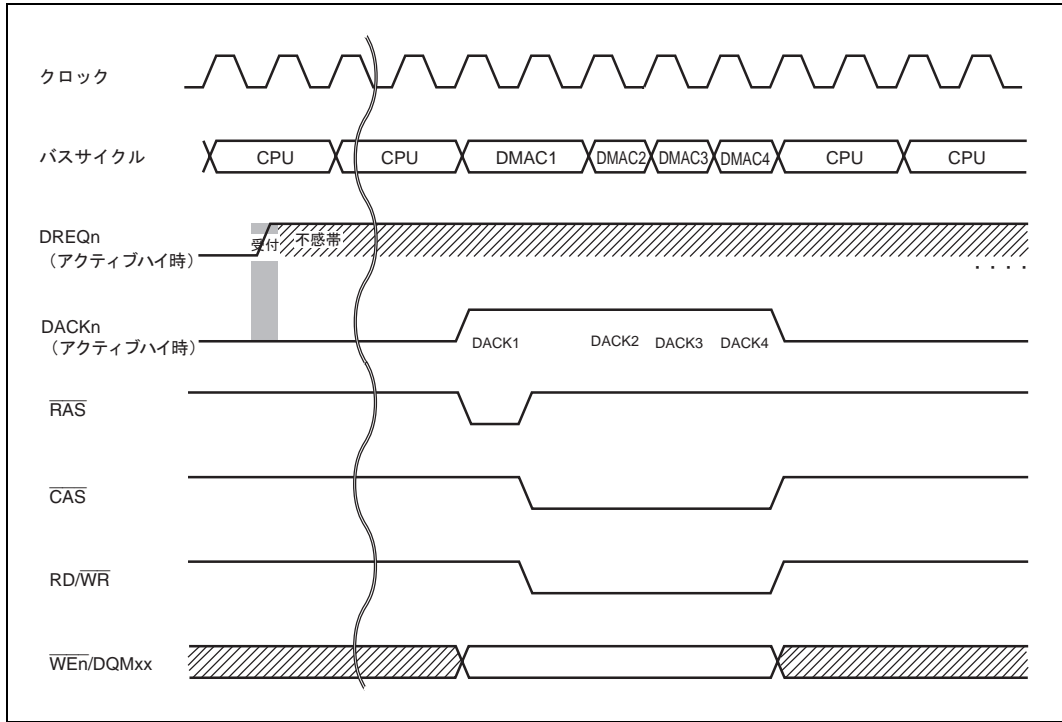 クロック
バスサイクル
CPU CPU DMAC1 DMAC2 DMAC3 DMAC4 CPU CPU
DREQn
（アクティブハイ時）
受付 不感帯
....
DACKn
（アクティブハイ時）
DACK1 DACK2 DACK3 DACK4
RAS
CAS
RD/WR
WEn/DQMxx